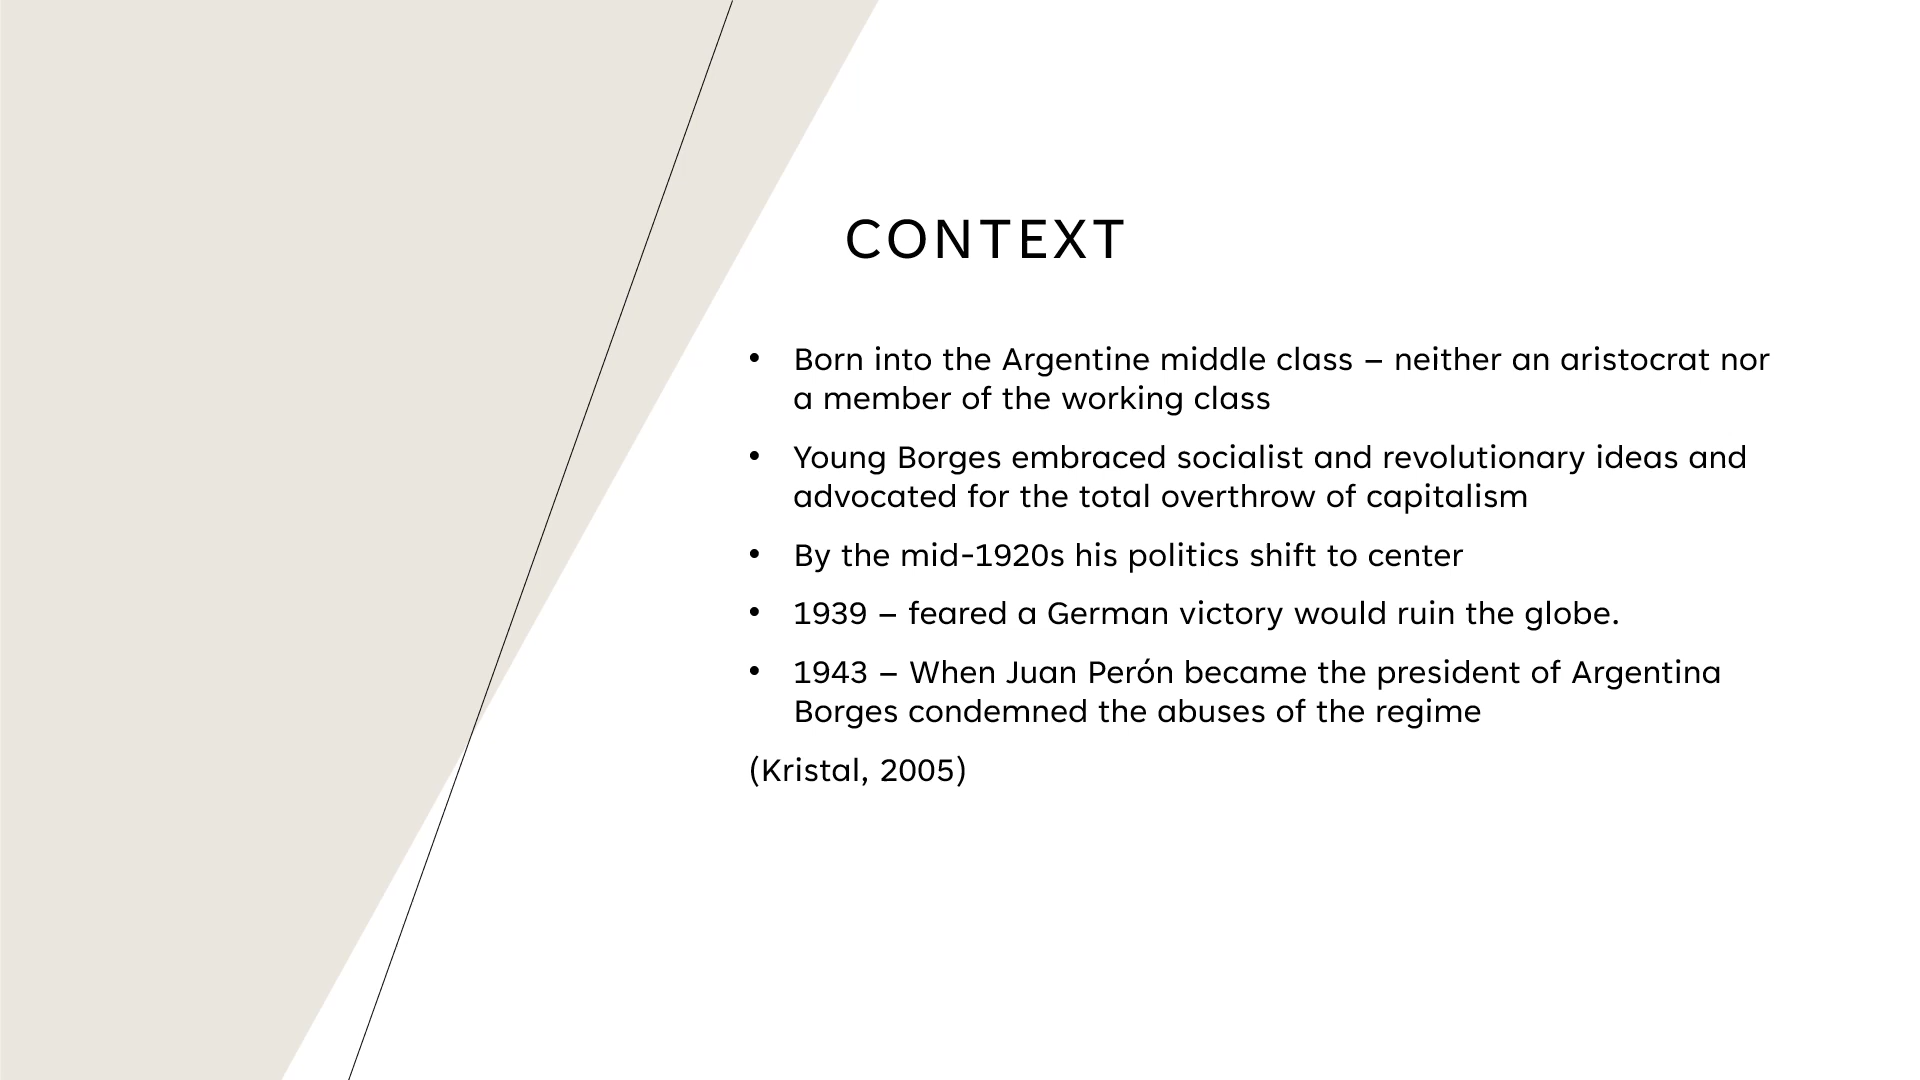 CONTEXT
• Born into the Argentine middle class – neither an aristocrat nor
a member of the working class
• Young Borges embraced socialist and revolutionary ideas and
advocated for the total overthrow of capitalism
• By the mid-1920s his politics shift to center
• 1939 – feared a German victory would ruin the globe.
• 1943 – When Juan Perón became the president of Argentina
Borges condemned the abuses of the regime
(Kristal, 2005)